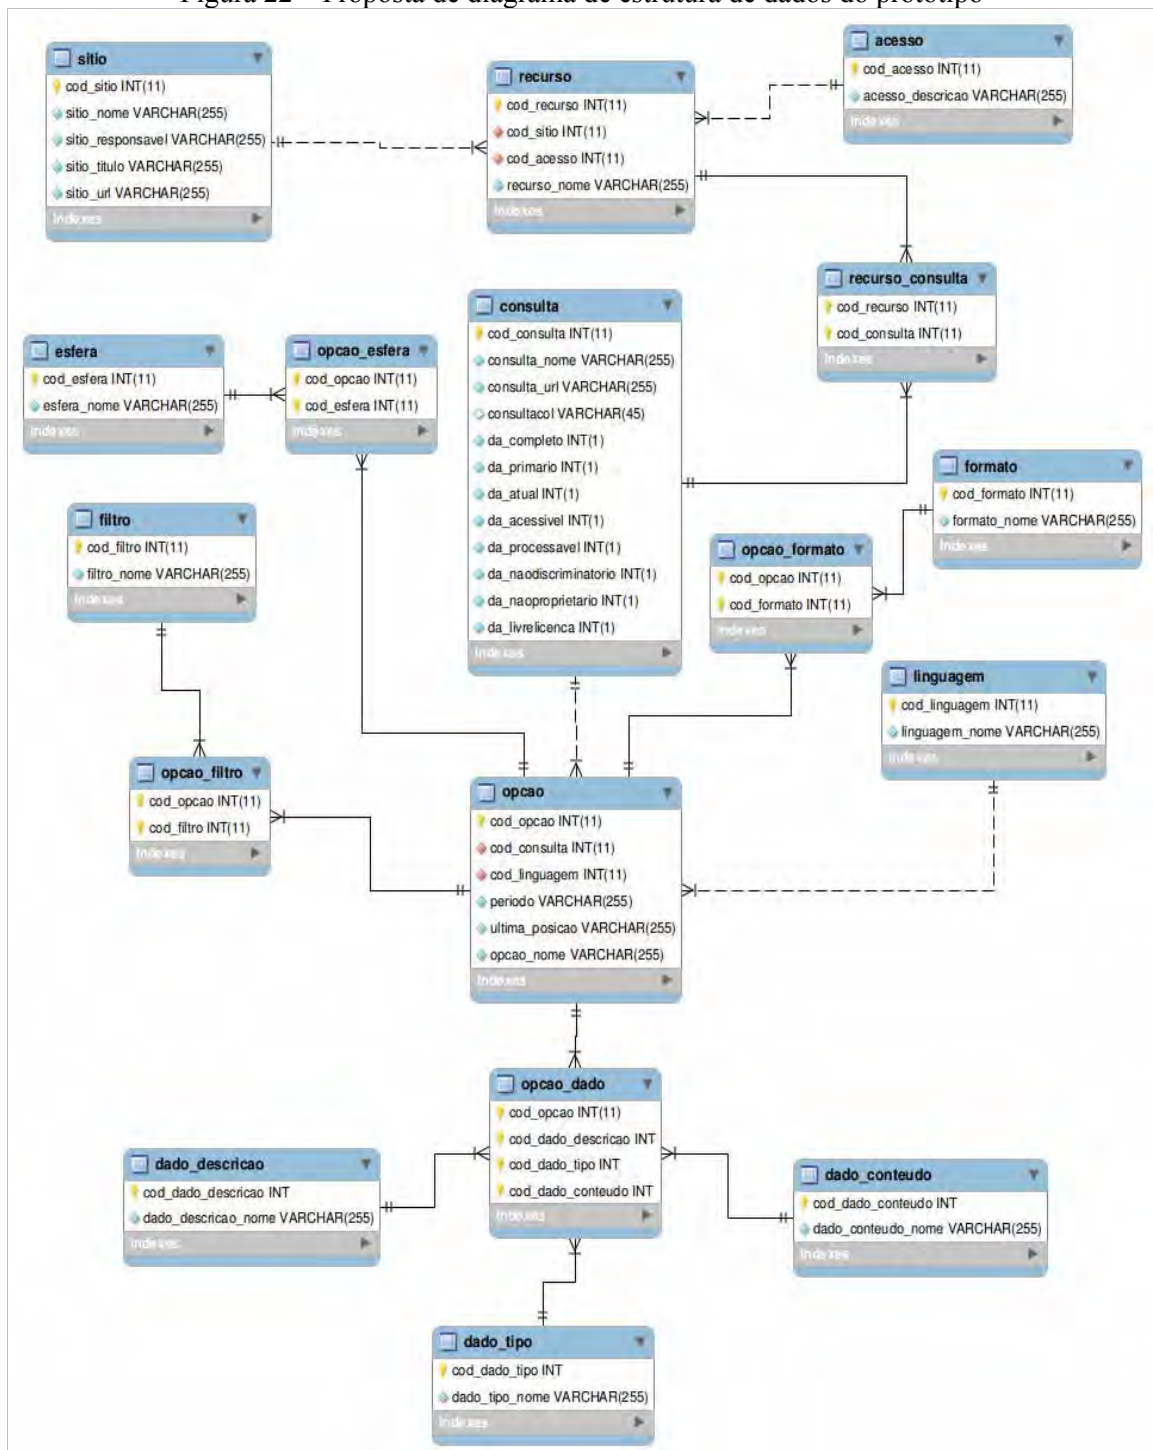 Figura 22 – Proposta de diagrama de estrutura de dados do protótipo
sitio
cod_sitio INT(11)
sitio_nome VARCHAR(255)
sitio_responsavel VARCHAR(255)
sitio_titulo VARCHAR(255)
sitio_url VARCHAR(255)
Indexes
recurso
cod_recurso INT(11)
cod_sitio INT(11)
cod_acesso INT(11)
recurso_nome VARCHAR(255)
Indexes
acesso
cod_acesso INT(11)
acesso_descricao VARCHAR(255)
Indexes
recurso_consulta
cod_recurso INT(11)
cod_consulta INT(11)
Indexes
consulta
cod_consulta INT(11)
consulta_nome VARCHAR(255)
consulta_url VARCHAR(255)
consultacol VARCHAR(45)
da_completo INT(1)
da_primario INT(1)
da_atual INT(1)
da_acessivel INT(1)
da_processavel INT(1)
da_naodiscriminatorio INT(1)
da_naoproprietario INT(1)
da_livrelicenca INT(1)
Indexes
esfera
cod_esfera INT(11)
esfera_nome VARCHAR(255)
Indexes
opcao_esfera
cod_opcao INT(11)
cod_esfera INT(11)
Indexes
formato
cod_formato INT(11)
formato_nome VARCHAR(255)
Indexes
filtro
cod_filtro INT(11)
filtro_nome VARCHAR(255)
Indexes
opcao_formato
cod_opcao INT(11)
cod_formato INT(11)
Indexes
linguagem
cod_linguagem INT(11)
linguagem_nome VARCHAR(255)
Indexes
opcao_filtro
cod_opcao INT(11)
cod_filtro INT(11)
Indexes
opcao
cod_opcao INT(11)
cod_consulta INT(11)
cod_linguagem INT(11)
periodo VARCHAR(255)
ultima_posicao VARCHAR(255)
opcao_nome VARCHAR(255)
Indexes
opcao_dado
cod_opcao INT(11)
cod_dado_descricao INT
cod_dado_tipo INT
cod_dado_conteudo INT
Indexes
dado_descricao
cod_dado_descricao INT
dado_descricao_nome VARCHAR(255)
Indexes
dado_conteudo
cod_dado_conteudo INT
dado_conteudo_nome VARCHAR(255)
Indexes
dado_tipo
cod_dado_tipo INT
dado_tipo_nome VARCHAR(255)
Indexes